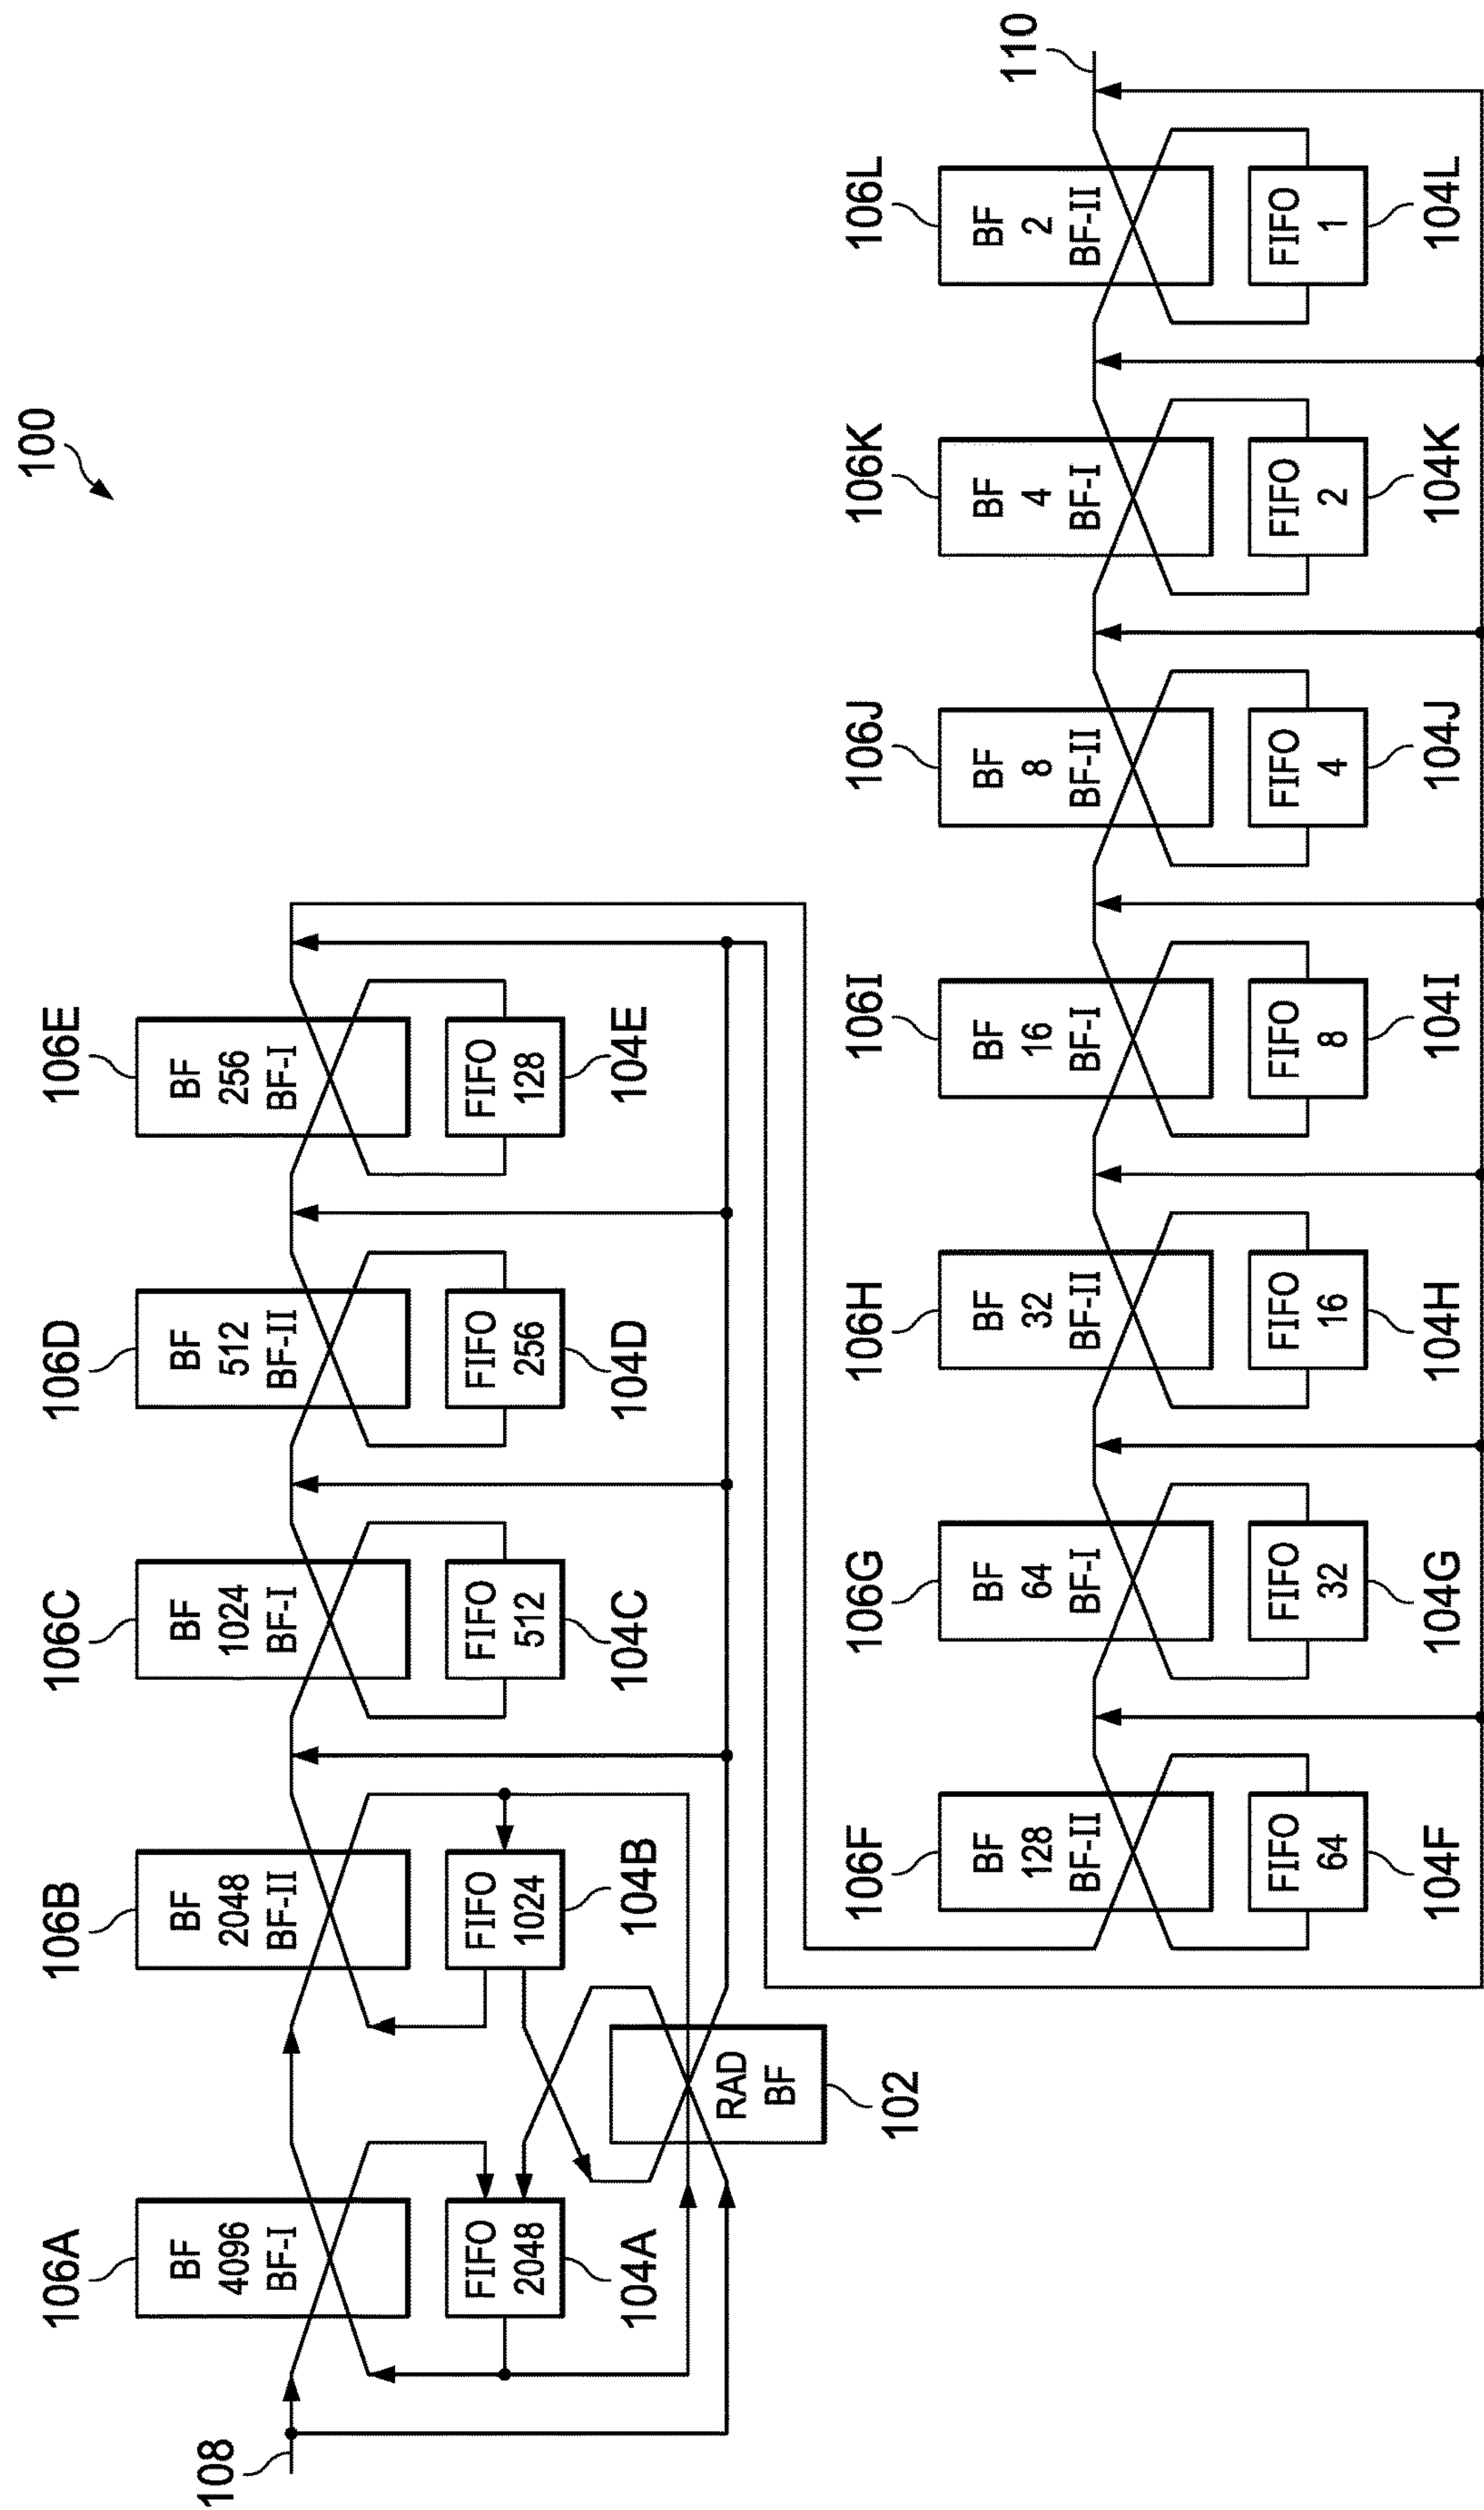 100
106A
106B
106C
106D
106E
BF
4096
BF-I
BF
2048
BF-II
BF
1024
BF-I
BF
512
BF-II
BF
256
BF-I
108
FIFO
2048
FIFO
1024
FIFO
512
FIFO
256
FIFO
128
104A
104B
104C
104D
104E
RAD
BF
102
106F
106G
106H
106I
106J
106K
106L
BF
128
BF-II
BF
64
BF-I
BF
32
BF-II
BF
16
BF-I
BF
8
BF-II
BF
4
BF-I
BF
2
BF-II
110
FIFO
64
FIFO
32
FIFO
16
FIFO
8
FIFO
4
FIFO
2
FIFO
1
104F
104G
104H
104I
104J
104K
104L